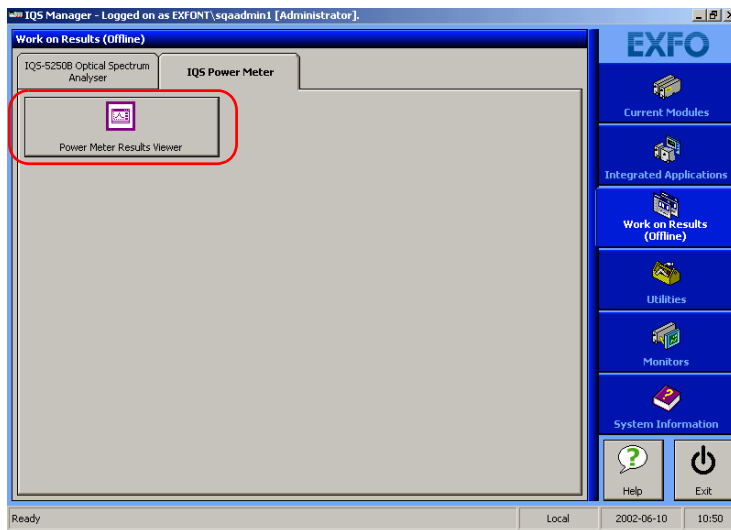 IQS Manager - Logged on as EXFONT\sqaadmin1 [Administrator].
Work on Results (Offline)
IQS-5250B Optical Spectrum
Analyser
IQS Power Meter
Power Meter Results Viewer
EXFO
Current Modules
Integrated Applications
Work on Results
(Offline)
Utilities
Monitors
System Information
Help
Exit
Ready
Local
2002-06-10
10:50